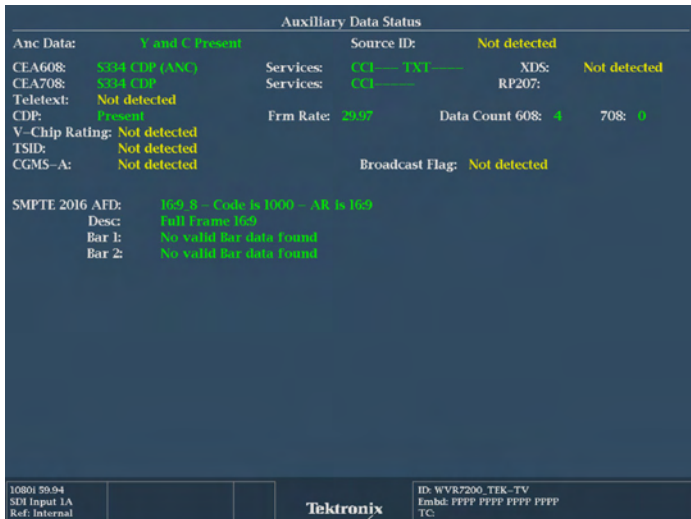 Auxiliary Data Status
Anc Data: Y and C Present Source ID: Not detected
CEA608: S334 CDP (ANC) Services: CC1---- TXT------ XDS: Not detected
CEA708: S334 CDP Services: CC1------- RP207:
Teletext: Not detected
CDP: Present Frm Rate: 29.97 Data Count 608: 4 708: 0
V-Chip Rating: Not detected
TSID: Not detected
CGMS-A: Not detected Broadcast Flag: Not detected
SMPTE 2016 AFD: 16:9_8 - Code is 1000 - AR is 16:9
Desc: Full Frame 16:9
Bar 1: No valid Bar data found
Bar 2: No valid Bar data found
1080i 59.94
SDI Input 1A
Ref: Internal
Tektronix
ID: WVR7200_TEK-TV
Embd: PPPP PPPP PPPP PPPP
TC: